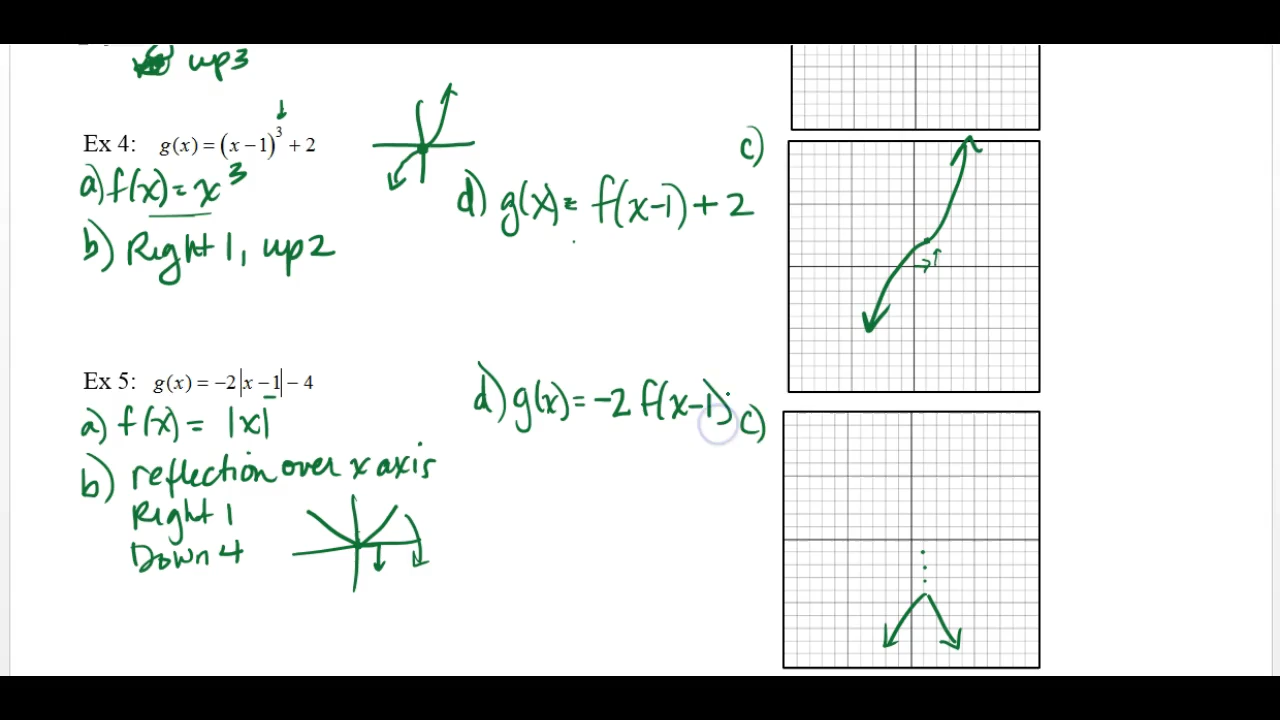 up3
Ex 4: g(x) = (x − 1)³ + 2
a) f(x) = x³
b) Right 1, up 2
d) g(x) = f(x-1) + 2
c)
Ex 5: g(x) = −2|x − 1| − 4
a) f(x) = |x|
b) reflection over x axis
Right 1
Down 4
d) g(x) = -2 f(x-1)
c)